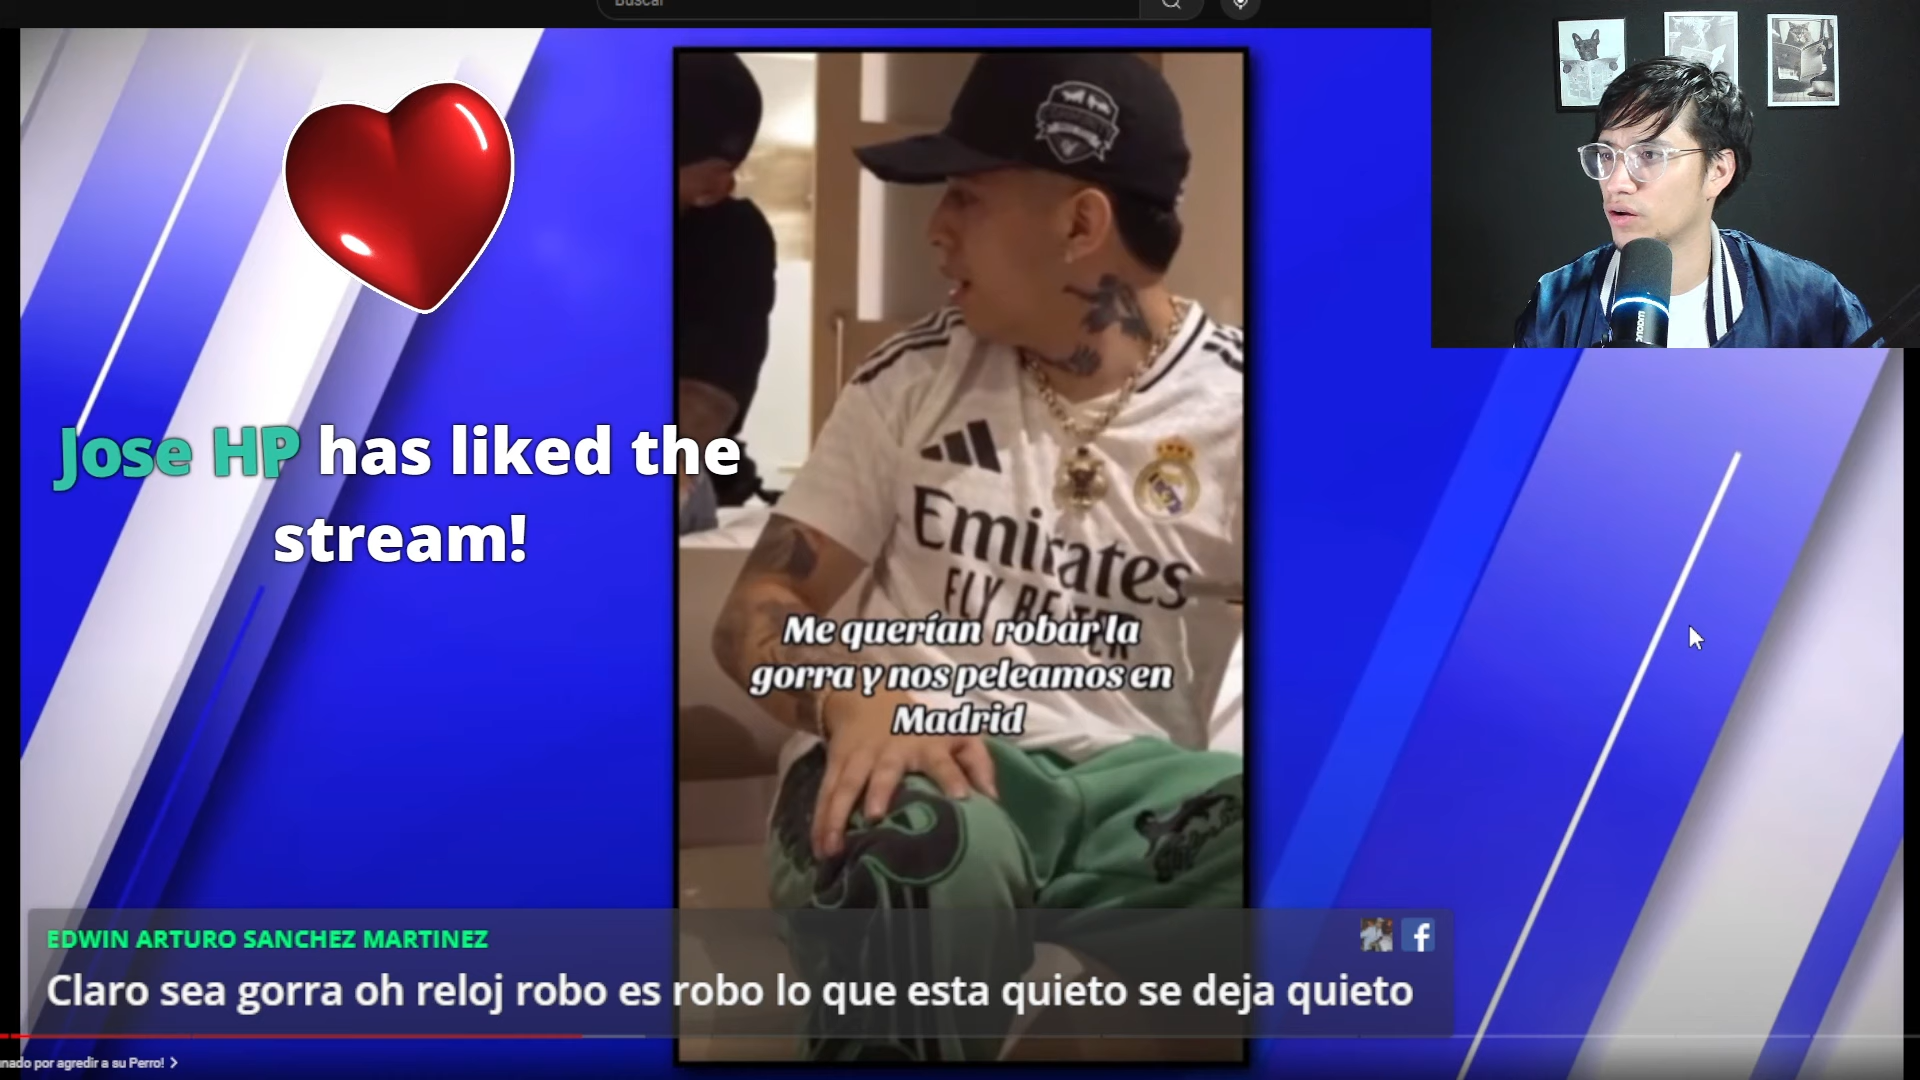 Buscar
Jose HP has liked the
stream!
Emirates
FLY BETTER
Me querían robar la
gorra y nos peleamos en
Madrid
EDWIN ARTURO SANCHEZ MARTINEZ
Claro sea gorra oh reloj robo es robo lo que esta quieto se deja quieto
nado por agredir a su Perro!